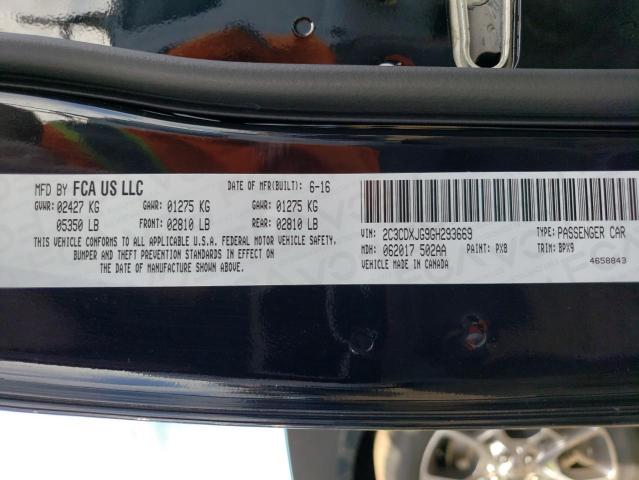 MFD BY FCA US LLC DATE OF MFR(BUILT): 6-16
GVWR: 02427 KG GAWR: 01275 KG GAWR: 01275 KG
05350 LB FRONT: 02810 LB REAR: 02810 LB
THIS VEHICLE CONFORMS TO ALL APPLICABLE U.S.A. FEDERAL MOTOR VEHICLE SAFETY,
BUMPER AND THEFT PREVENTION STANDARDS IN EFFECT ON
THE DATE OF MANUFACTURE SHOWN ABOVE.
VIN: 2C3CDXJG9GH293669 TYPE: PASSENGER CAR
MDH: 062017 502AA PAINT: PX8 TRIM: BPX9
VEHICLE MADE IN CANADA
4658843